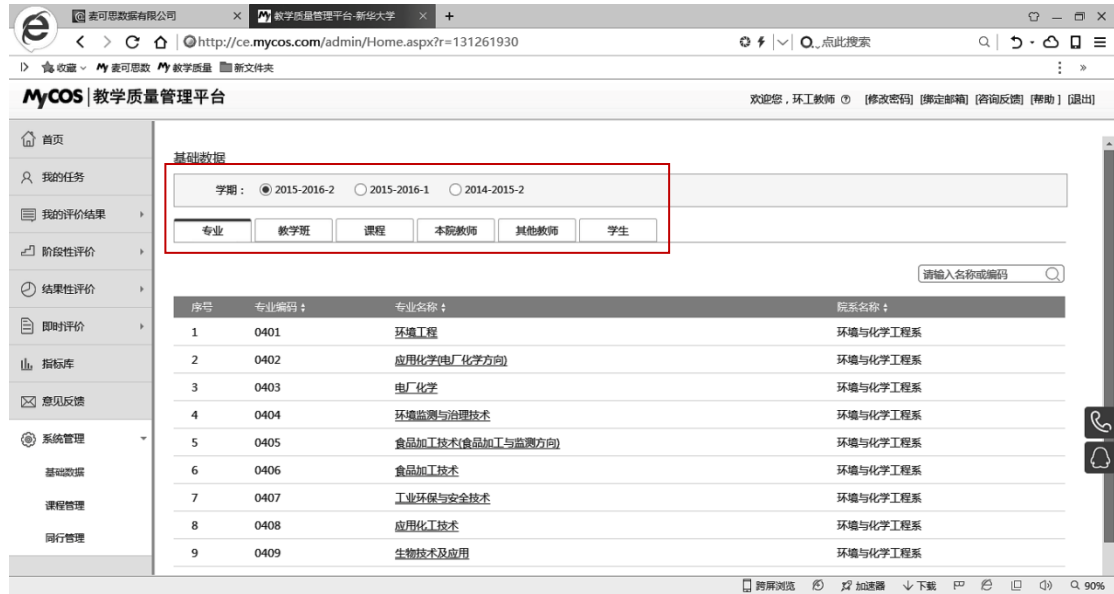 麦可思数据有限公司 × My 教学质量管理平台-新华大学 × +
http://ce.mycos.com/admin/Home.aspx?r=131261930 点此搜索
收藏 My 麦可思数 My 教学质量 新文件夹 »
MyCOS 教学质量管理平台 欢迎您，环工教师 [修改密码] [绑定邮箱] [咨询反馈] [帮助 ] [退出]
首页
我的任务
我的评价结果
阶段性评价
结果性评价
即时评价
指标库
意见反馈
系统管理
基础数据
课程管理
同行管理
基础数据
学期： 2015-2016-2 2015-2016-1 2014-2015-2
专业 教学班 课程 本院教师 其他教师 学生
请输入名称或编码
序号 专业编码 专业名称 院系名称
1 0401 环境工程 环境与化学工程系
2 0402 应用化学(电厂化学方向) 环境与化学工程系
3 0403 电厂化学 环境与化学工程系
4 0404 环境监测与治理技术 环境与化学工程系
5 0405 食品加工技术(食品加工与监测方向) 环境与化学工程系
6 0406 食品加工技术 环境与化学工程系
7 0407 工业环保与安全技术 环境与化学工程系
8 0408 应用化工技术 环境与化学工程系
9 0409 生物技术及应用 环境与化学工程系
跨屏浏览 加速器 下载 90%